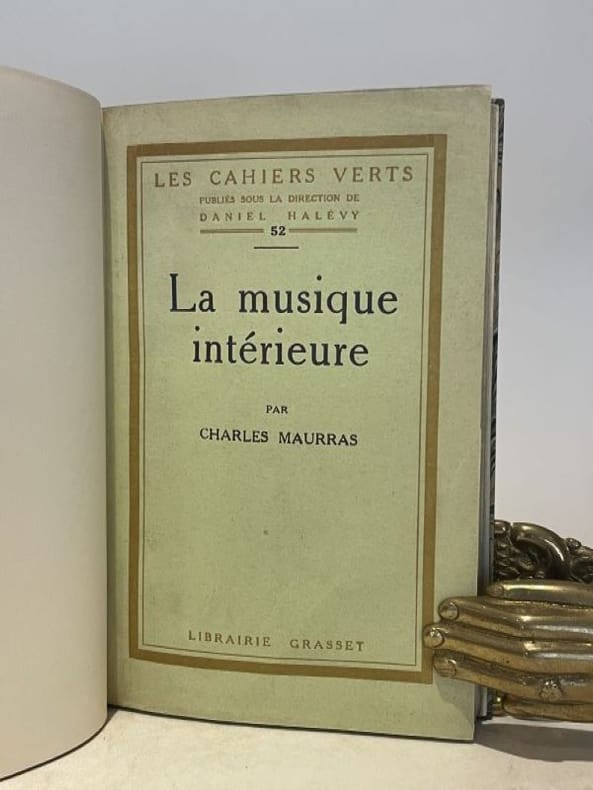 LES CAHIERS VERTS
PUBLIÉS SOUS LA DIRECTION DE
DANIEL HALÉVY
52
La musique
intérieure
PAR
CHARLES MAURRAS
LIBRAIRIE GRASSET